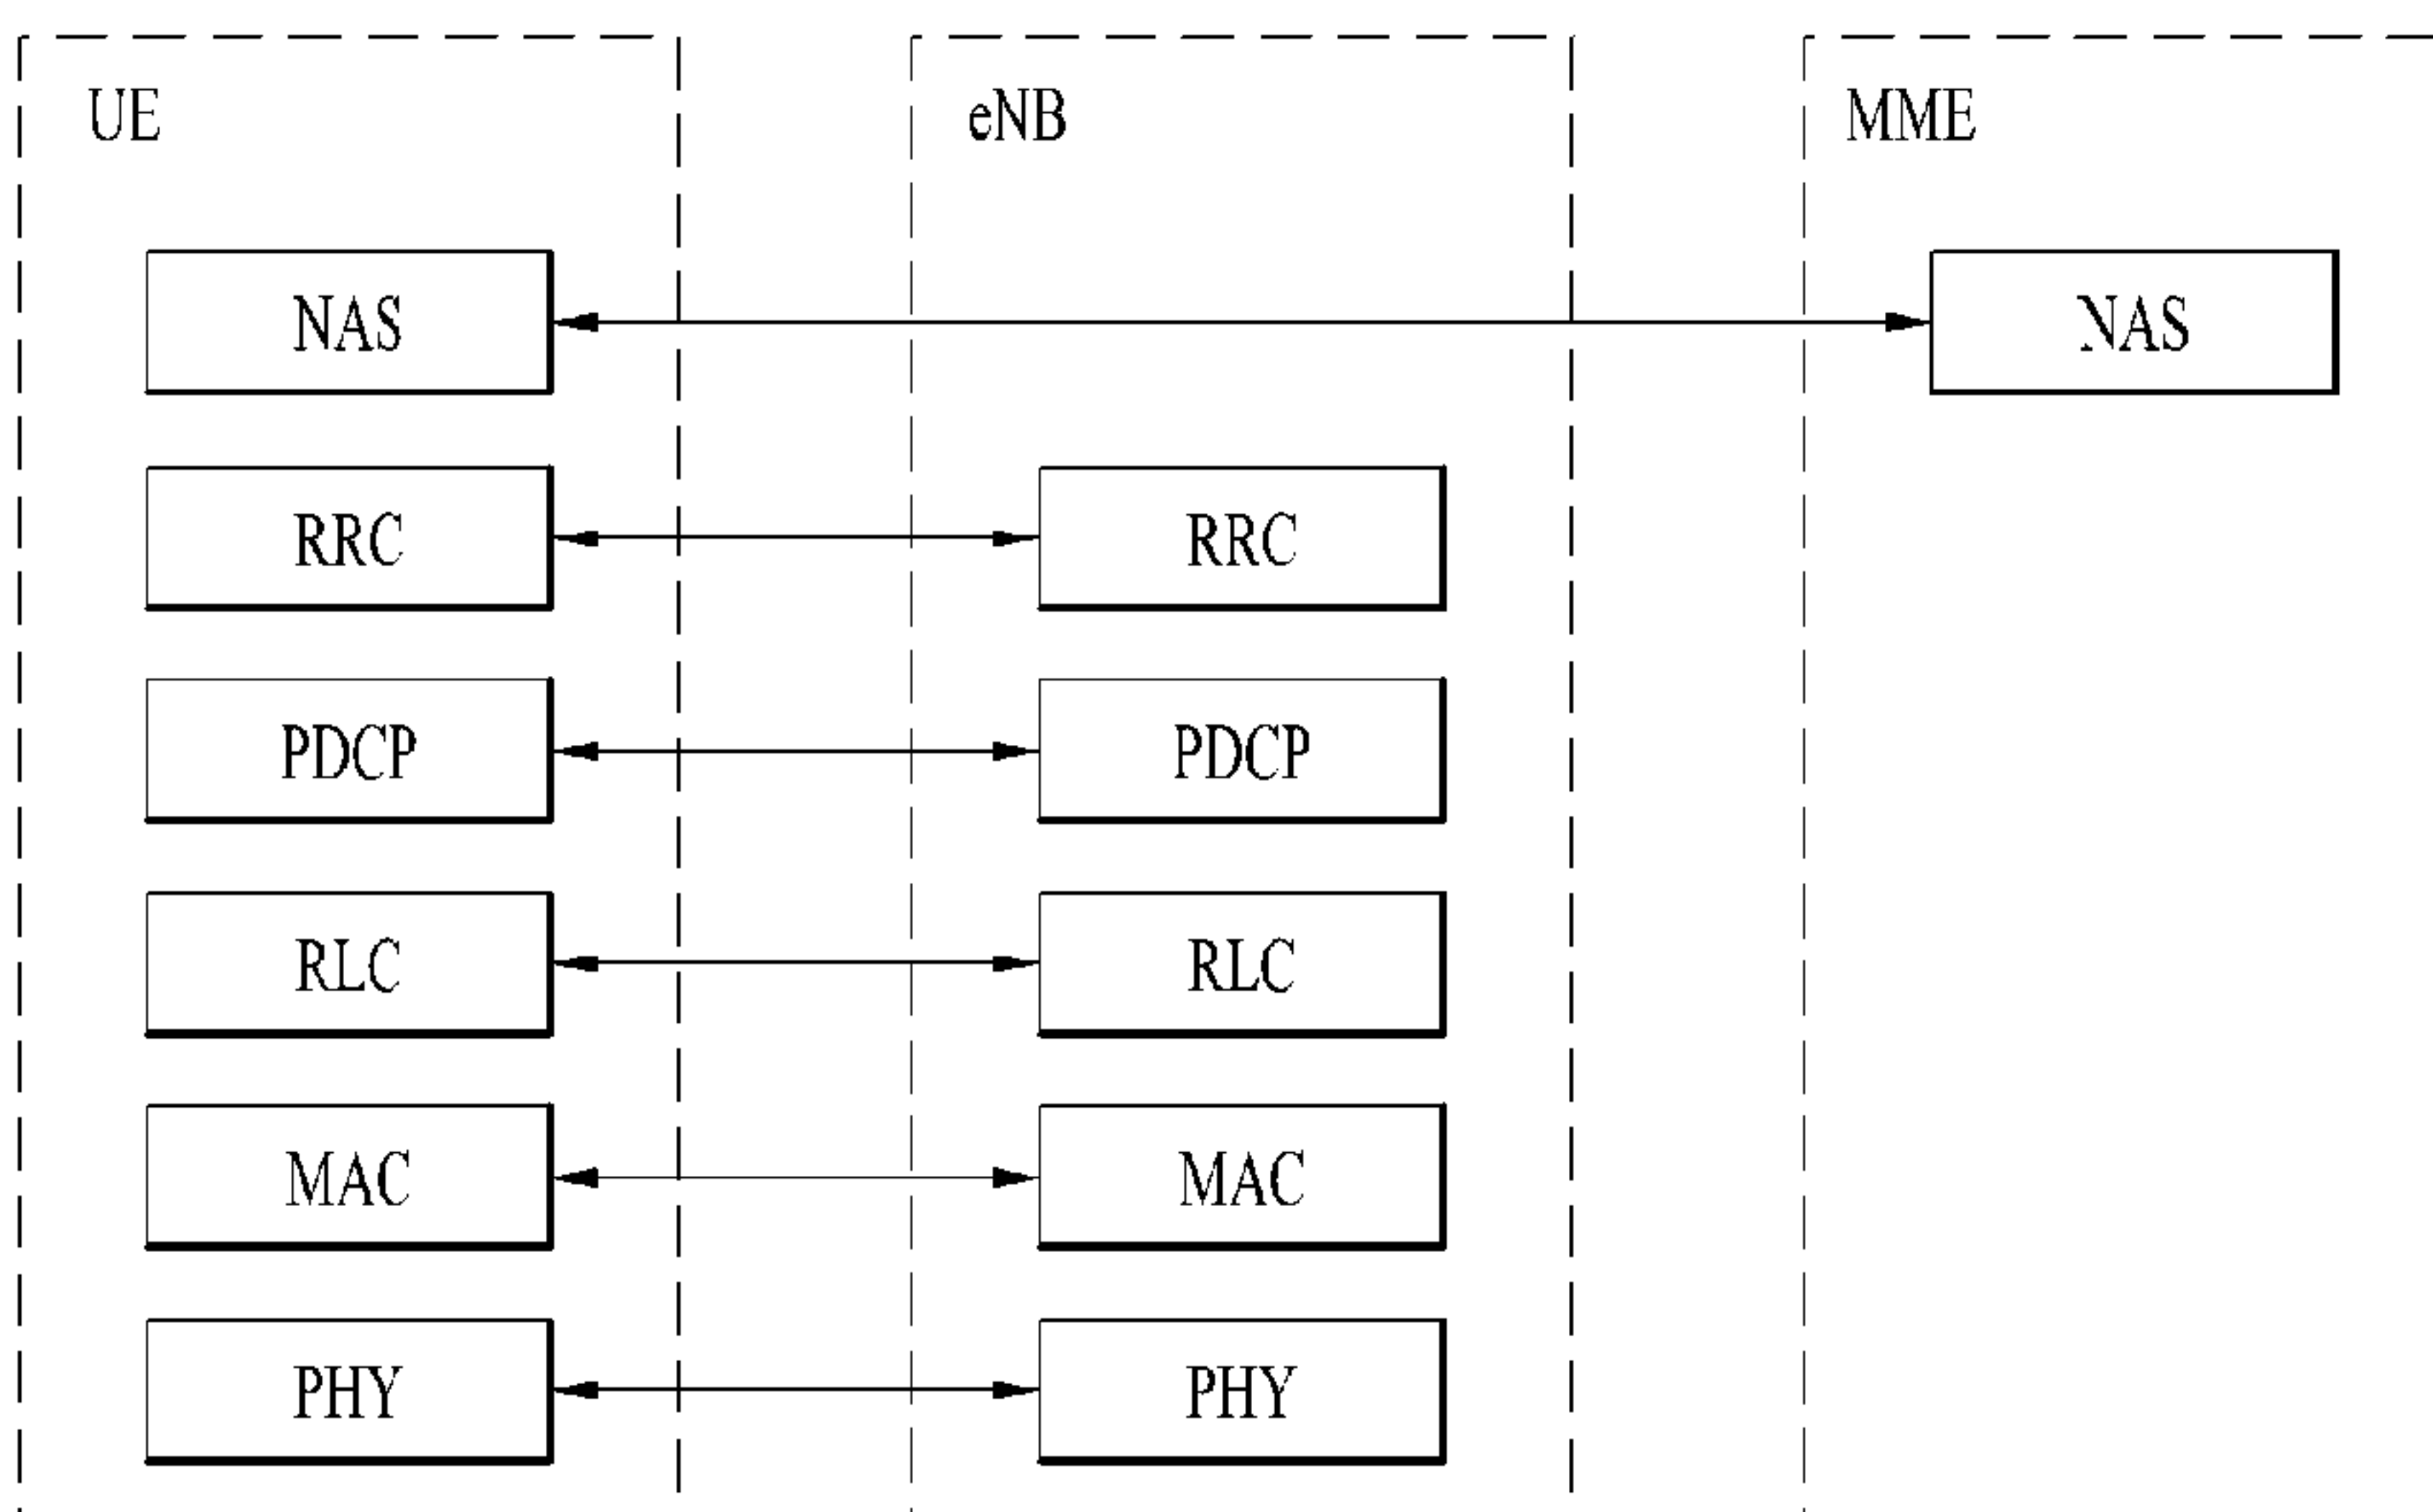 UE eNB MME
NAS NAS
RRC RRC
PDCP PDCP
RLC RLC
MAC MAC
PHY PHY